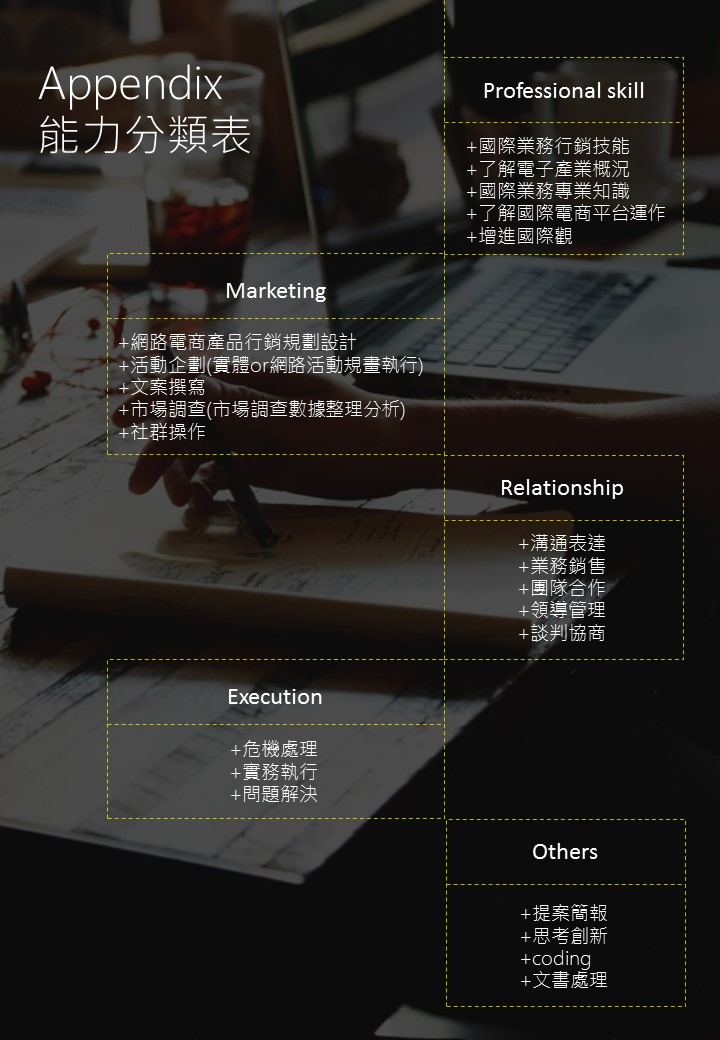 Appendix
能力分類表
Professional skill
+國際業務行銷技能
+了解電子產業概況
+國際業務專業知識
+了解國際電商平台運作
+增進國際觀
Marketing
+網路電商產品行銷規劃設計
+活動企劃(實體or網路活動規畫執行)
+文案撰寫
+市場調查(市場調查數據整理分析)
+社群操作
Relationship
+溝通表達
+業務銷售
+團隊合作
+領導管理
+談判協商
Execution
+危機處理
+實務執行
+問題解決
Others
+提案簡報
+思考創新
+coding
+文書處理